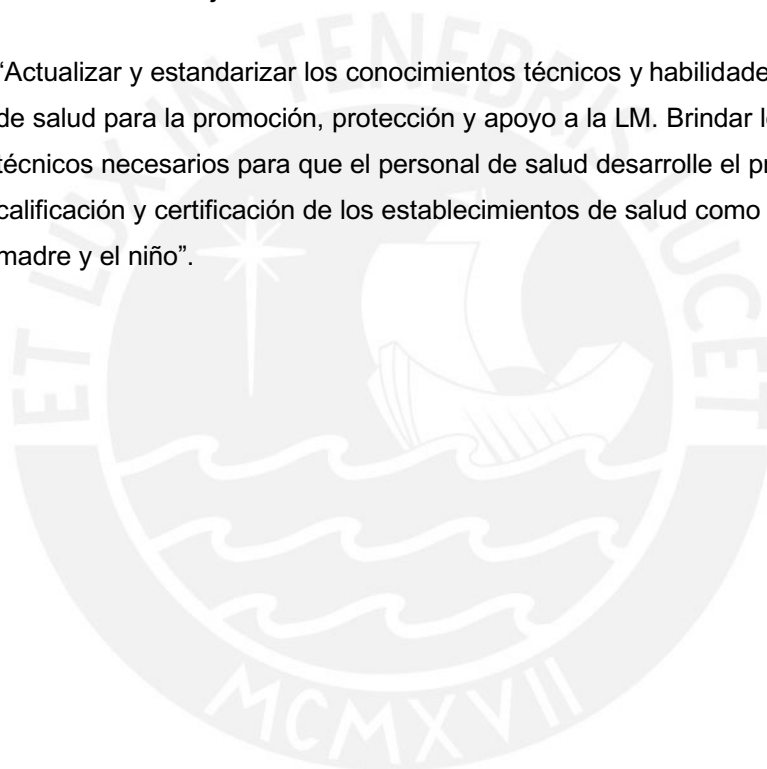 “Actualizar y estandarizar los conocimientos técnicos y
de salud para la promoción, protección y apoyo a la LM. Brindar
técnicos necesarios para que el personal de salud desarrolle el
calificación y certificación de los establecimientos de salud como
madre y el niño”.
ET LUX IN TENEBRIS LUCET
MCMXVII